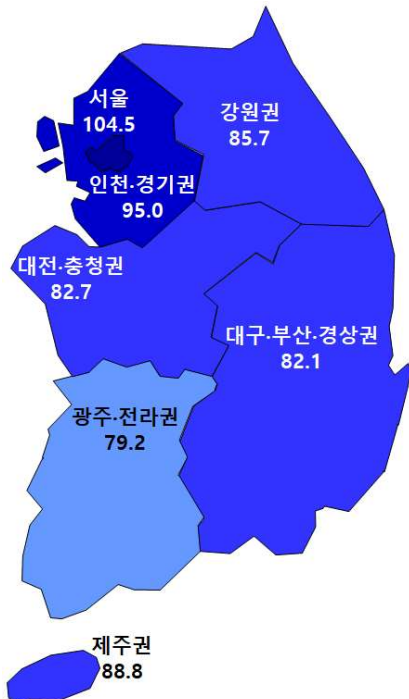 서울
104.5
강원권
85.7
인천·경기권
95.0
대전·충청권
82.7
대구·부산·경상권
82.1
광주·전라권
79.2
제주권
88.8